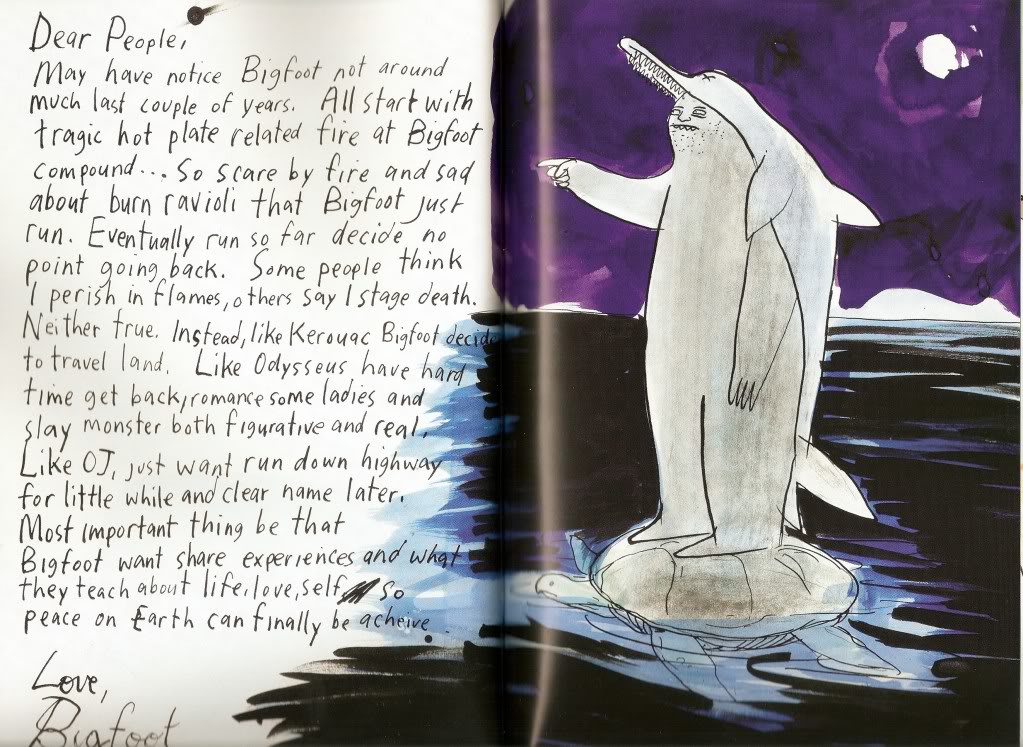 Dear People,
May have notice Bigfoot not around
much last couple of years. All start with
tragic hot plate related fire at Bigfoot
compound... So scare by fire and sad
about burn ravioli that Bigfoot just
run. Eventually run so far decide no
point going back. Some people think
I perish in flames, others say I stage death.
Neither true. Instead, like Kerouac Bigfoot decide
to travel land. Like Odysseus have hard
time get back, romance some ladies and
slay monster both figurative and real.
Like OJ, just want run down highway
for little while and clear name later.
Most important thing be that
Bigfoot want share experiences and what
they teach about life, love, self so
peace on Earth can finally be acheive.
Love,
Bigfoot